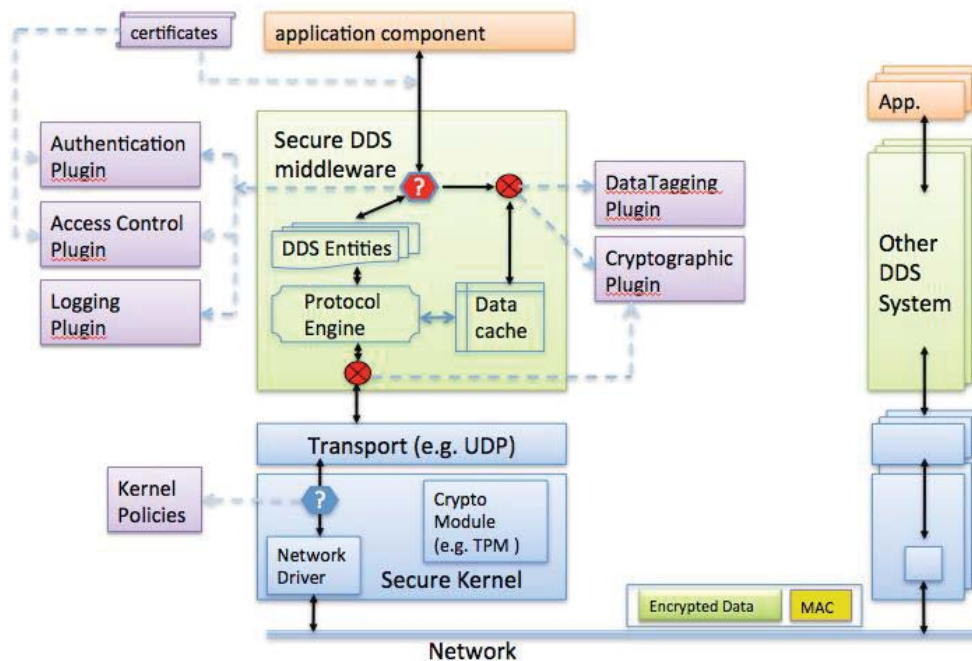 certificates
application component
App.
Authentication
Plugin
Secure DDS
middleware
?
DataTagging
Plugin
Access Control
Plugin
DDS Entities
Cryptographic
Plugin
Other
DDS
System
Logging
Plugin
Protocol
Engine
Data
cache
Transport (e.g. UDP)
Kernel
Policies
?
Crypto
Module
(e.g. TPM )
Network
Driver
Secure Kernel
Encrypted Data
MAC
Network